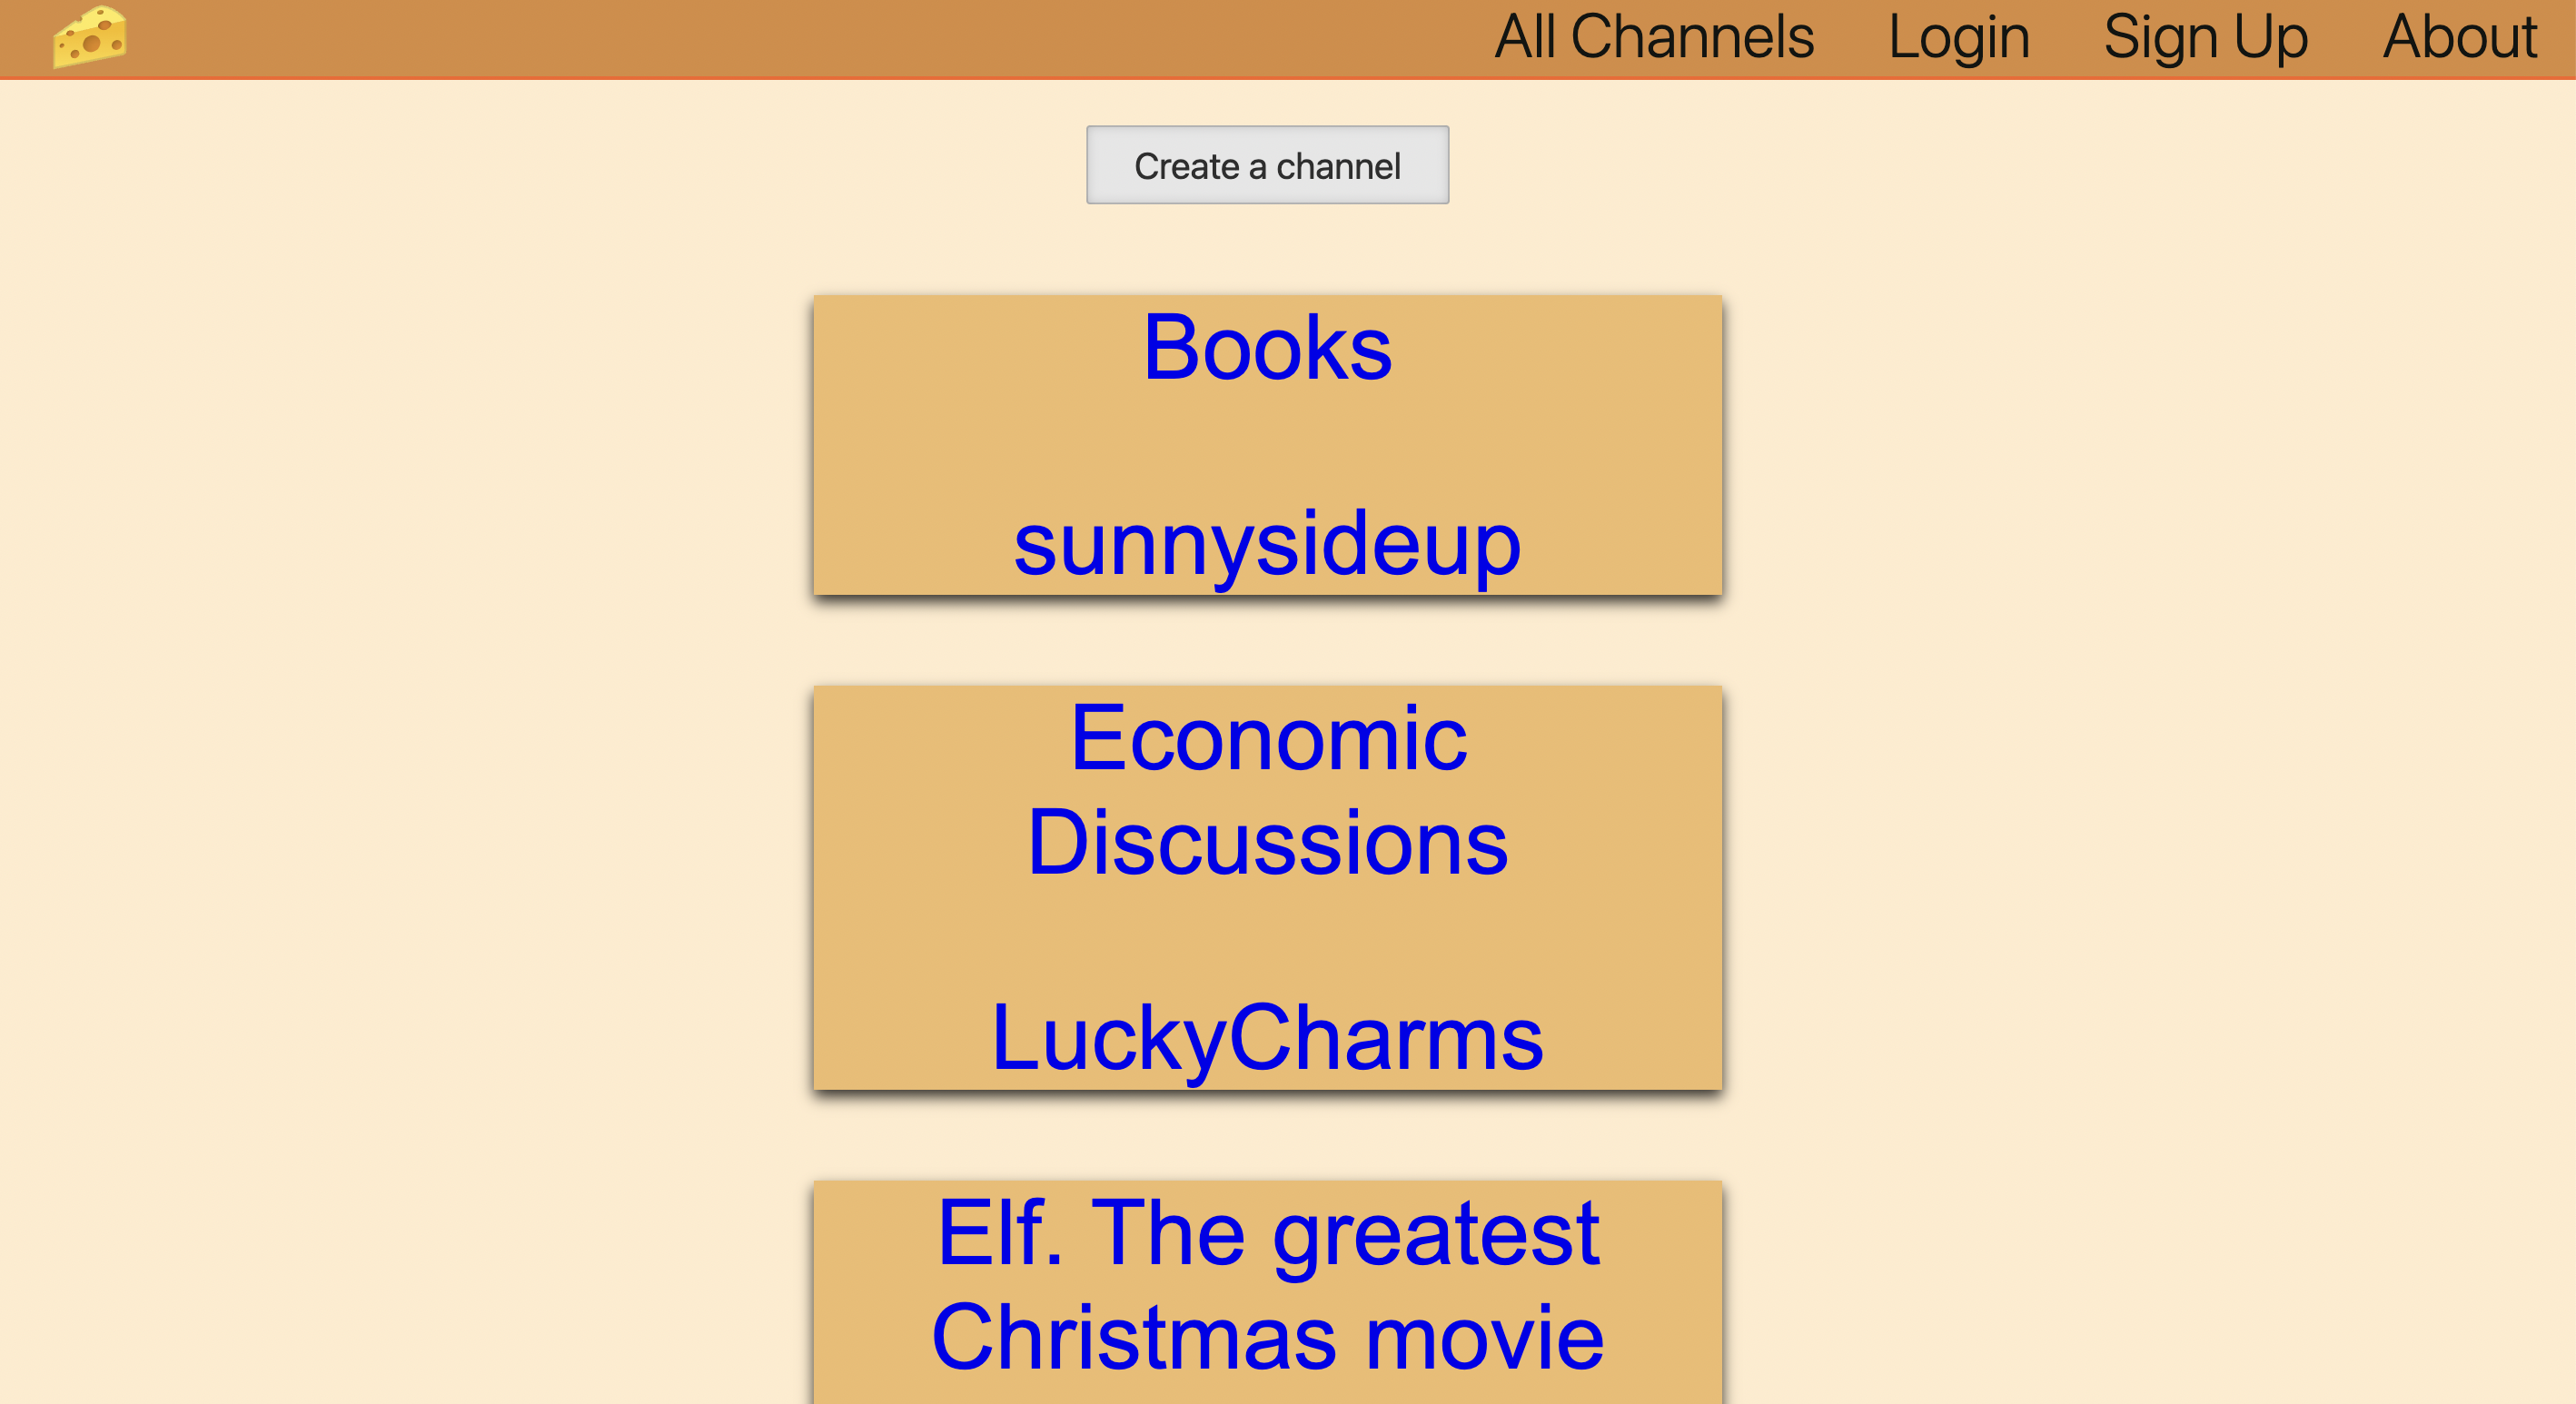 All Channels Login Sign Up About
Create a channel
Books
sunnysideup
Economic
Discussions
LuckyCharms
Elf. The greatest
Christmas movie